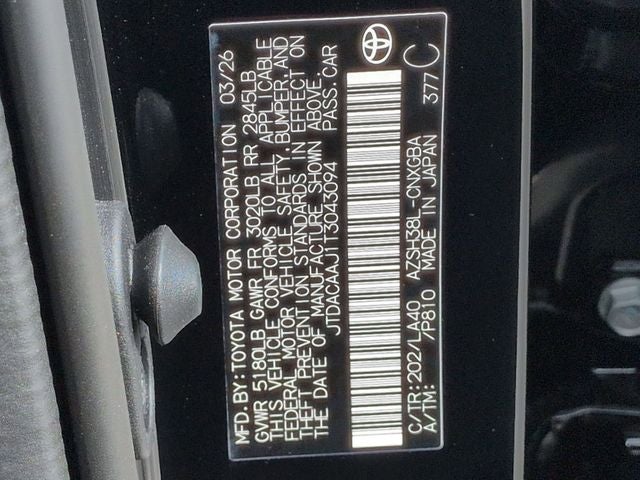 MFD. BY: TOYOTA MOTOR CORPORATION 03/26
GVWR 5180LB GAWR FR 3020LB RR 2845LB
THIS VEHICLE CONFORMS TO ALL APPLICABLE
FEDERAL MOTOR VEHICLE SAFETY, BUMPER, AND
THEFT PREVENTION STANDARDS IN EFFECT ON
THE DATE OF MANUFACTURE SHOWN ABOVE.
JTDACAAJ1T3043094 PASS. CAR
C/TR: 202/LA40 AZSH38L-CNXGBA
A/TM: /P810 MADE IN JAPAN 377 C